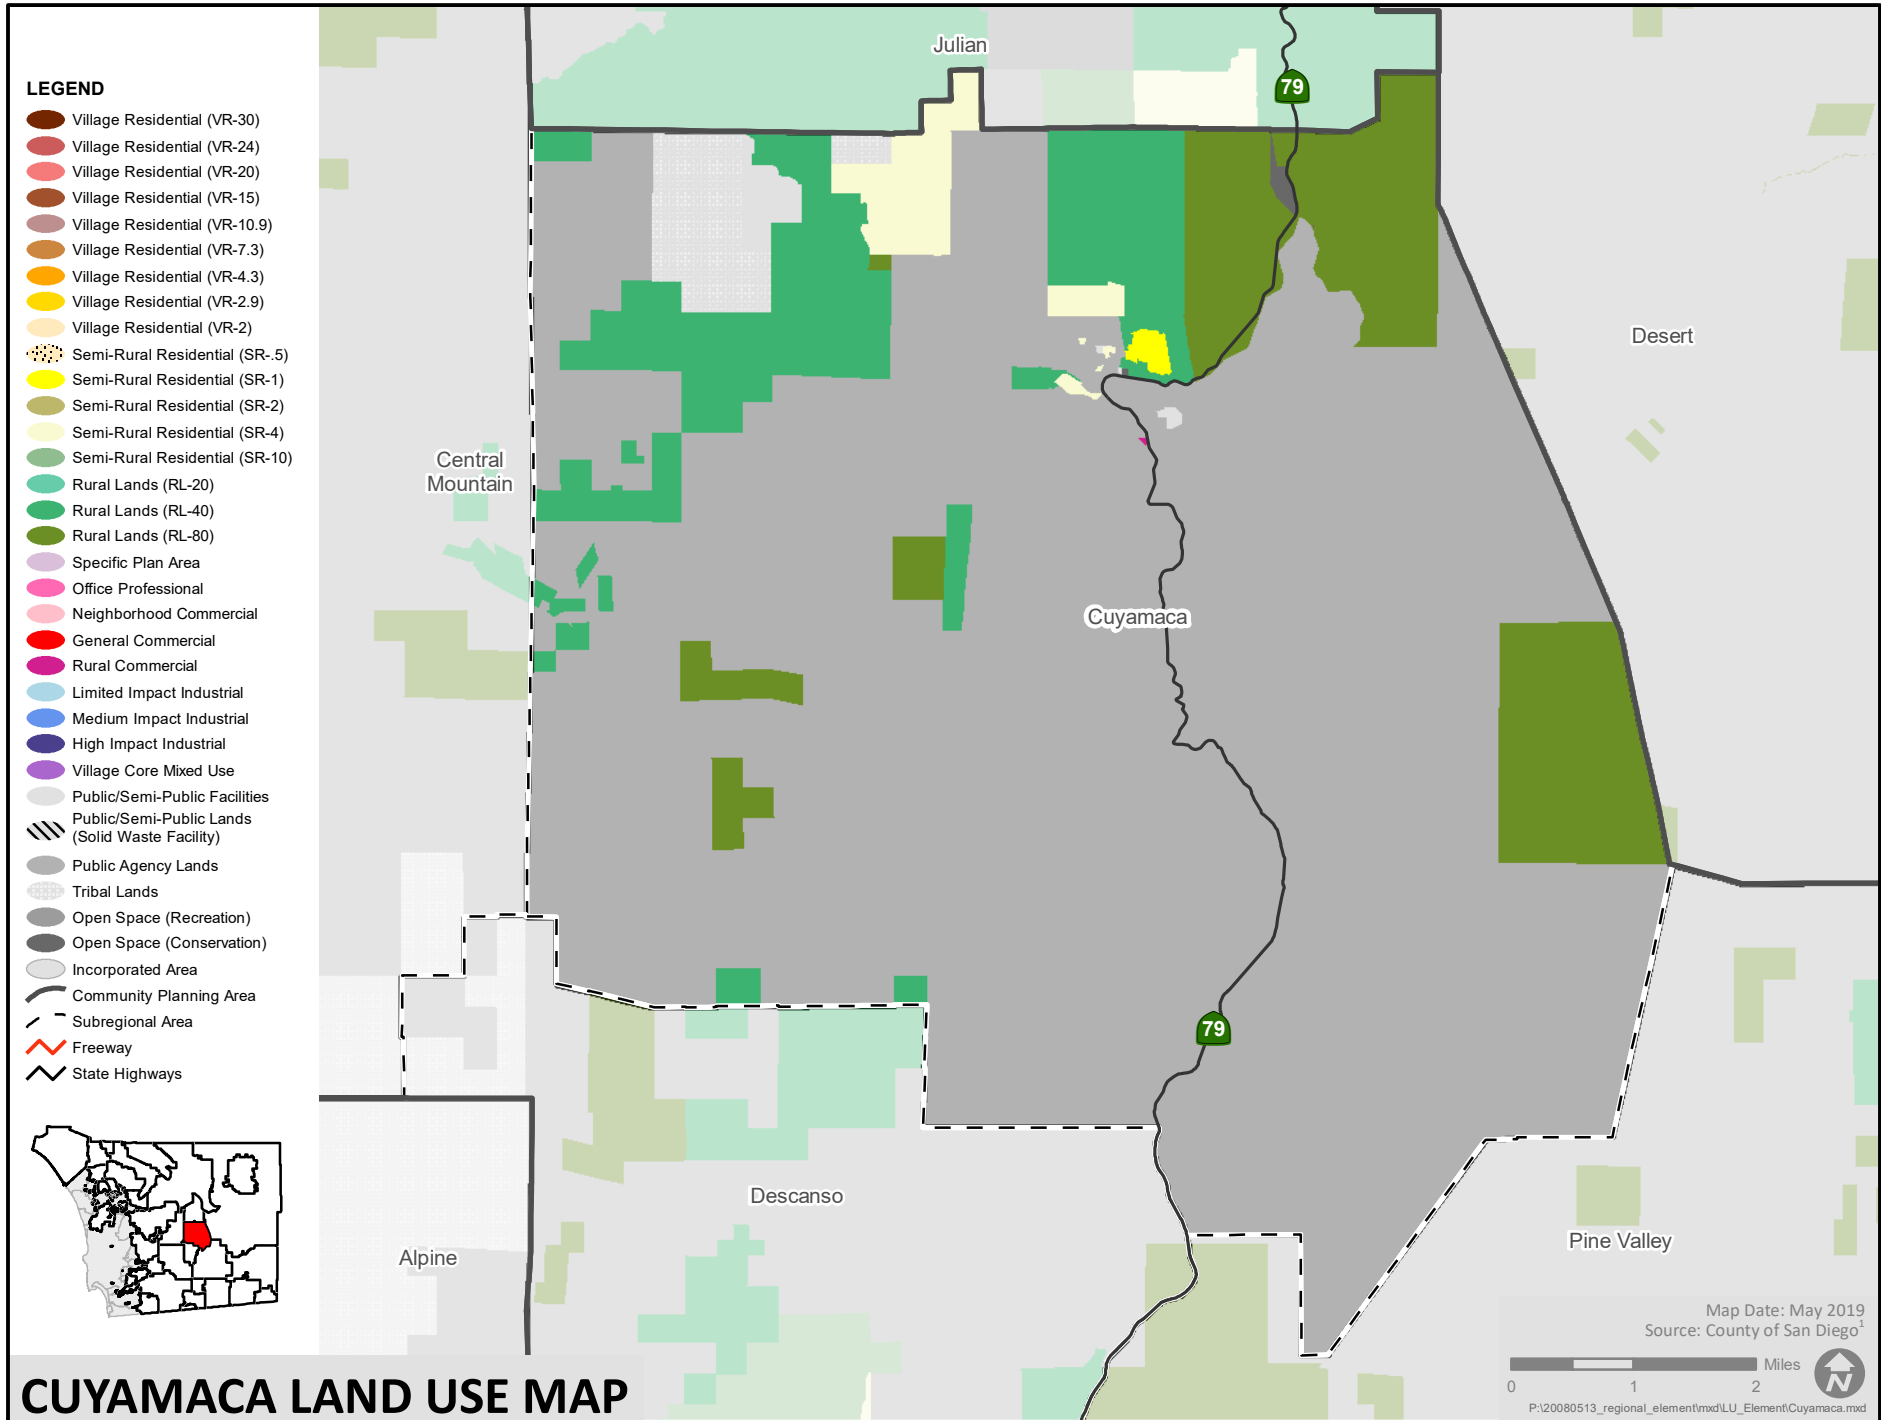 LEGEND
Village Residential (VR-30)
Village Residential (VR-24)
Village Residential (VR-20)
Village Residential (VR-15)
Village Residential (VR-10.9)
Village Residential (VR-7.3)
Village Residential (VR-4.3)
Village Residential (VR-2.9)
Village Residential (VR-2)
Semi-Rural Residential (SR-.5)
Semi-Rural Residential (SR-1)
Semi-Rural Residential (SR-2)
Semi-Rural Residential (SR-4)
Semi-Rural Residential (SR-10)
Rural Lands (RL-20)
Rural Lands (RL-40)
Rural Lands (RL-80)
Specific Plan Area
Office Professional
Neighborhood Commercial
General Commercial
Rural Commercial
Limited Impact Industrial
Medium Impact Industrial
High Impact Industrial
Village Core Mixed Use
Public/Semi-Public Facilities
Public/Semi-Public Lands
(Solid Waste Facility)
Public Agency Lands
Tribal Lands
Open Space (Recreation)
Open Space (Conservation)
Incorporated Area
Community Planning Area
Subregional Area
Freeway
State Highways
Julian
79
Desert
Central
Mountain
Cuyamaca
79
Descanso
Alpine
Pine Valley
Map Date: May 2019
Source: County of San Diego1
Miles
0 1 2
N
P:\20080513_regional_element\mxd\LU_Element\Cuyamaca.mxd
CUYAMACA LAND USE MAP